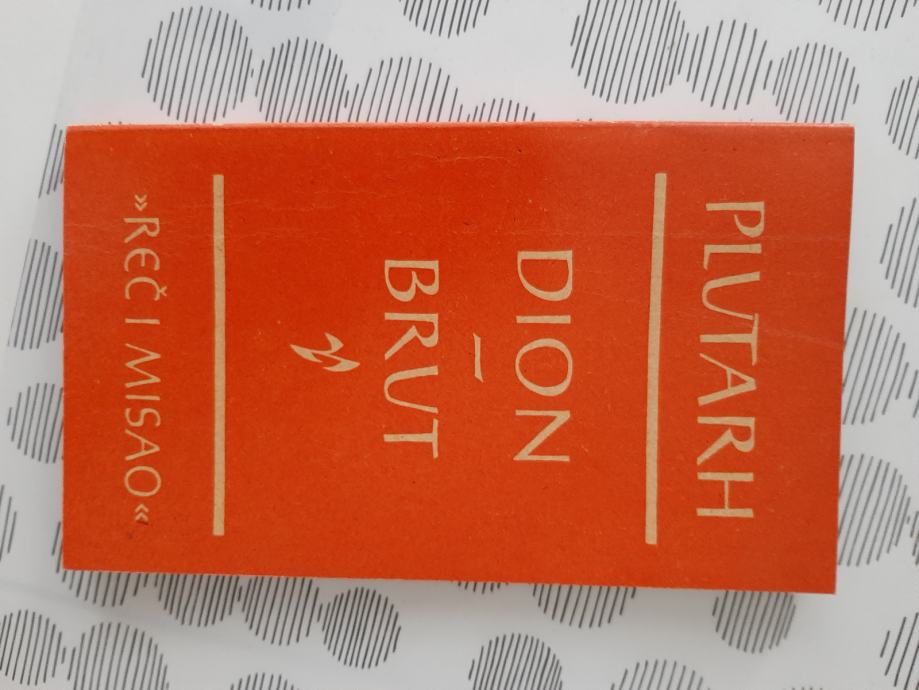 PLUTARH
DION
–
BRUT
»REČ I MISAO«